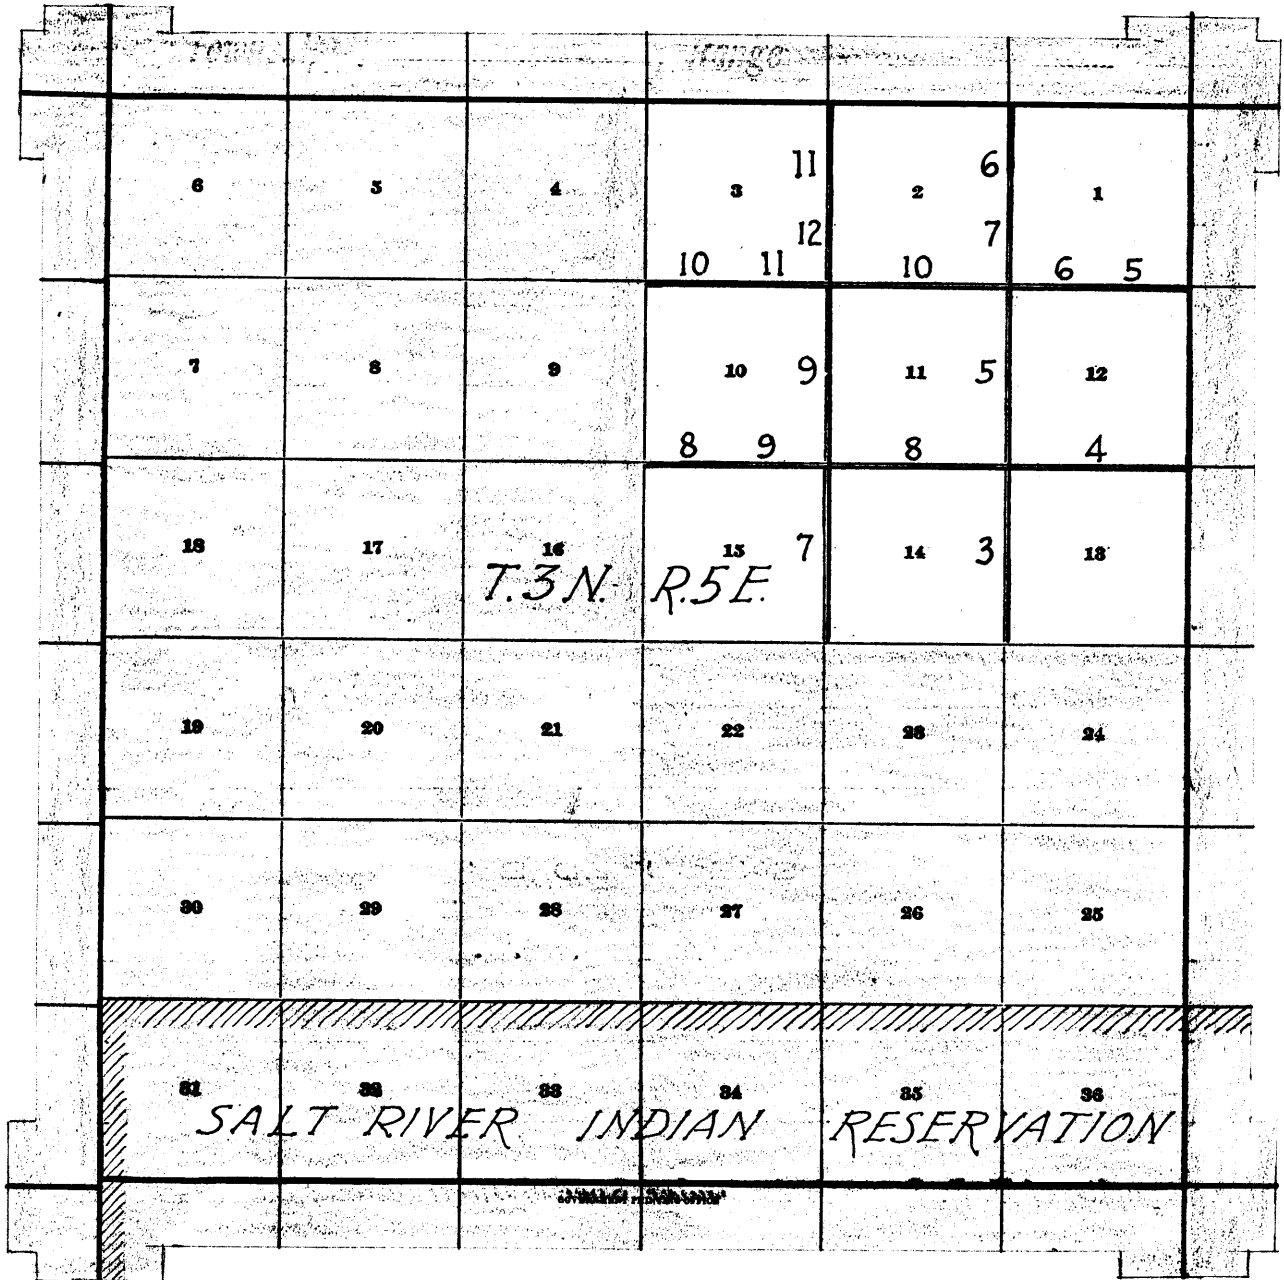 Township Range
11 6
6 5 4 3 2 1
12 7
10 11 10 6 5
7 8 9 10 9 11 5 12
8 9 8 4
18 17 16 15 7 14 3 13
T.3N. R.5E.
19 20 21 22 23 24
30 29 28 27 26 25
31 32 33 34 35 36
SALT RIVER INDIAN RESERVATION